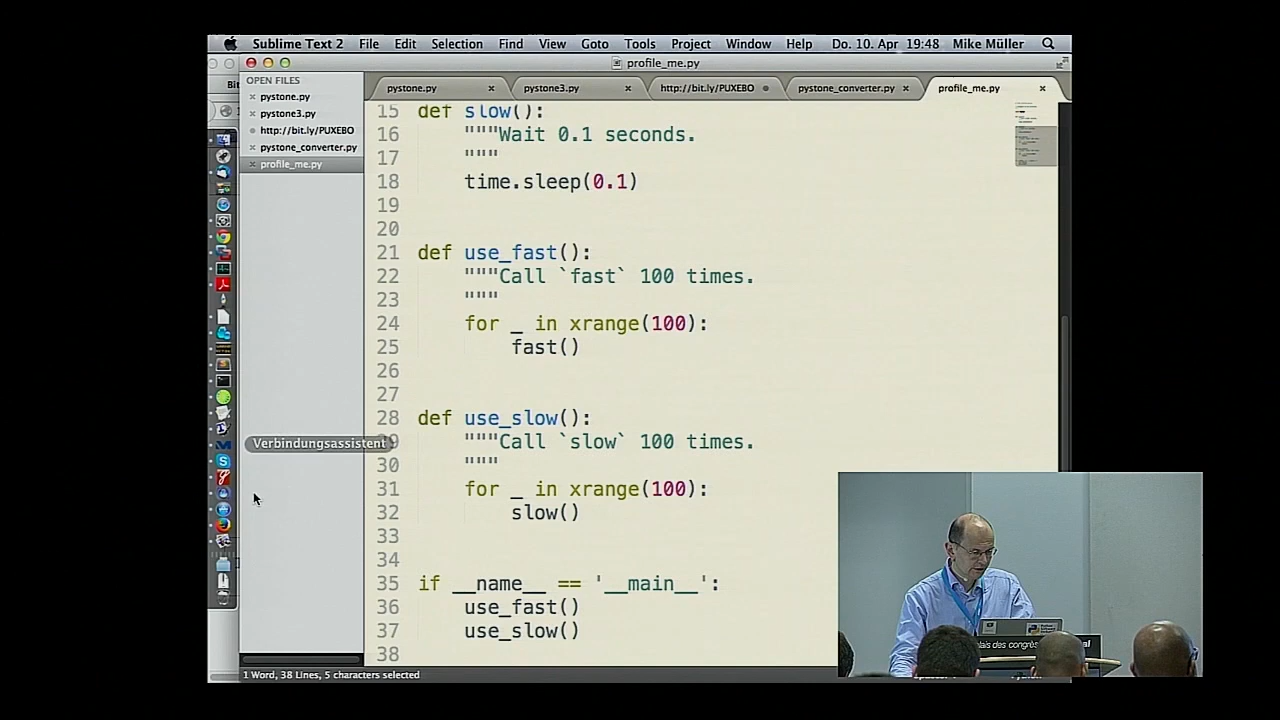 Sublime Text 2 File Edit Selection Find View Goto Tools Project Window Help Do. 10. Apr 19:48 Mike Müller
profile_me.py
OPEN FILES
pystone.py
pystone3.py
http://bit.ly/PUXEBO
pystone_converter.py
profile_me.py
pystone.py pystone3.py http://bit.ly/PUXEBO pystone_converter.py profile_me.py
15 def slow():
16 """Wait 0.1 seconds.
17 """
18 time.sleep(0.1)
19
20
21 def use_fast():
22 """Call `fast` 100 times.
23 """
24 for _ in xrange(100):
25 fast()
26
27
28 def use_slow():
29 """Call `slow` 100 times.
30 """
31 for _ in xrange(100):
32 slow()
33
34
35 if __name__ == '__main__':
36 use_fast()
37 use_slow()
38
Verbindungsassistent
1 Word, 38 Lines, 5 characters selected
lais des congrès